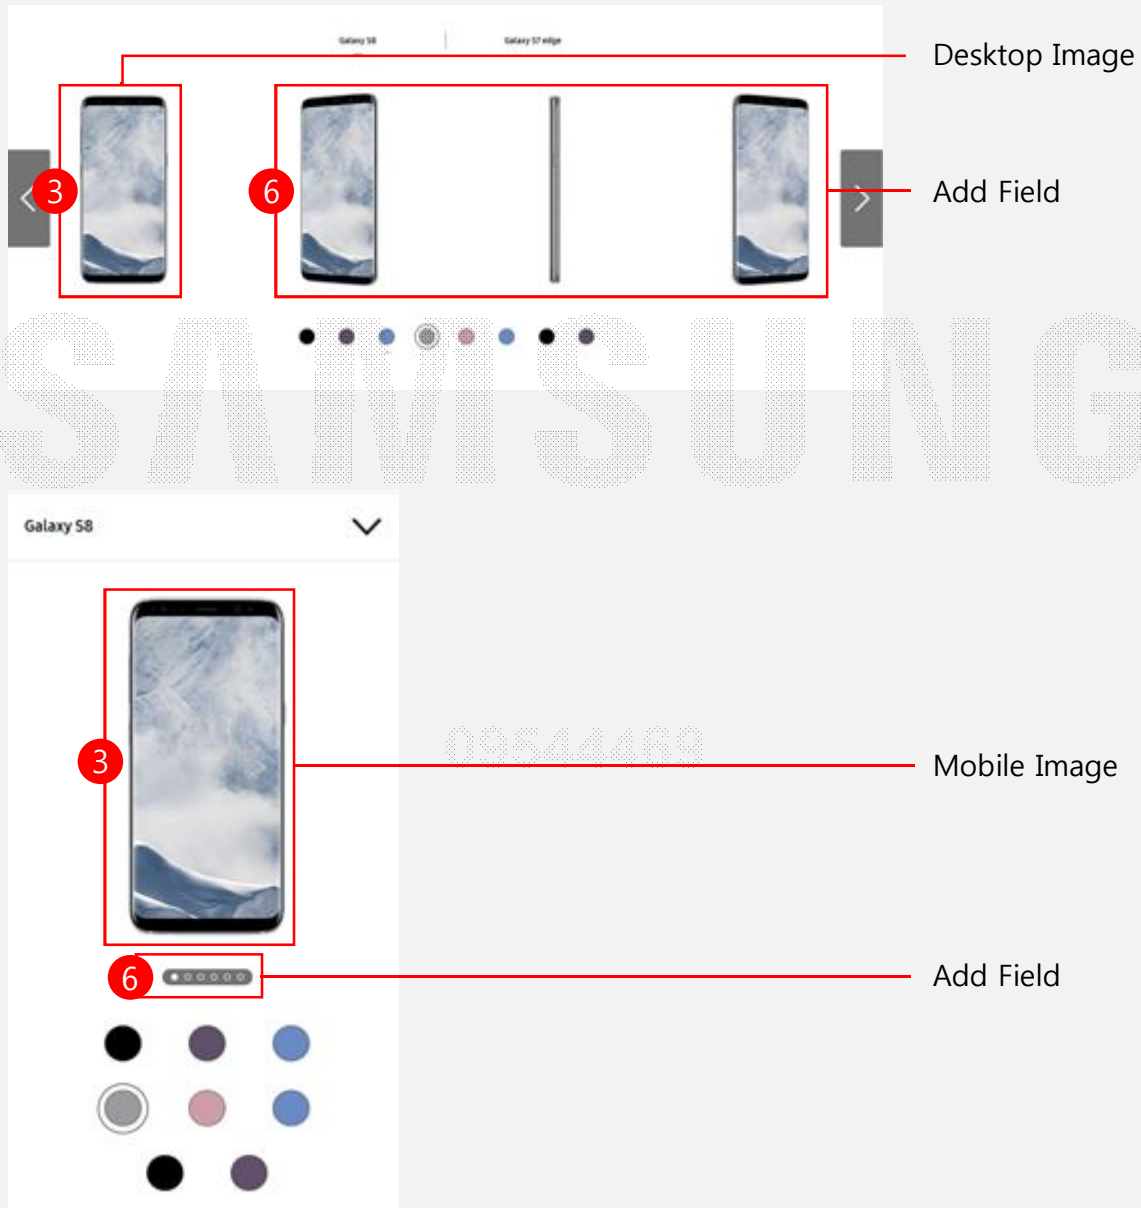 Galaxy S8
Galaxy S7 edge
Desktop Image
3
6
Add Field
SAMSUNG
Galaxy S8
09544469
3
Mobile Image
6
Add Field